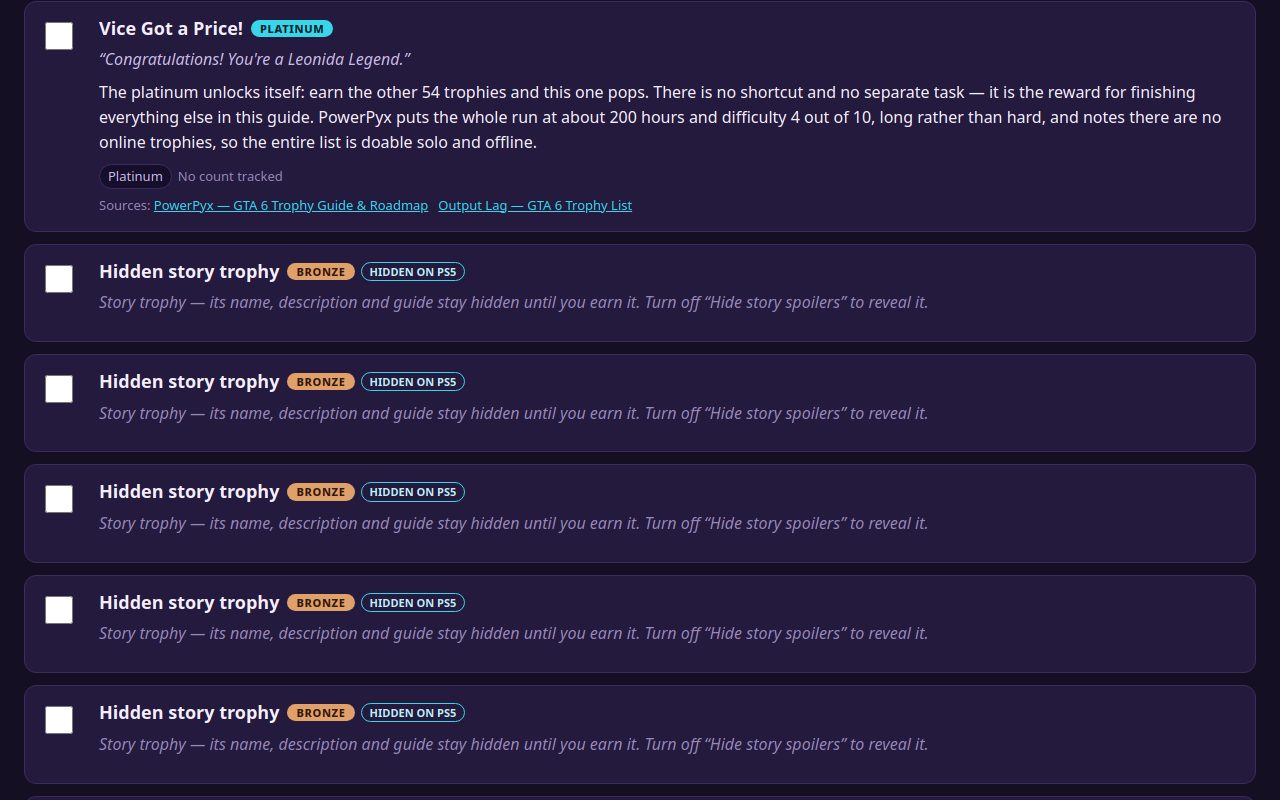 Vice Got a Price! PLATINUM
“Congratulations! You're a Leonida Legend.”
The platinum unlocks itself: earn the other 54 trophies and this one pops. There is no shortcut and no separate task — it is the reward for finishing
everything else in this guide. PowerPyx puts the whole run at about 200 hours and difficulty 4 out of 10, long rather than hard, and notes there are no
online trophies, so the entire list is doable solo and offline.
Platinum No count tracked
Sources: PowerPyx — GTA 6 Trophy Guide & Roadmap Output Lag — GTA 6 Trophy List
Hidden story trophy BRONZE HIDDEN ON PS5
Story trophy — its name, description and guide stay hidden until you earn it. Turn off “Hide story spoilers” to reveal it.
Hidden story trophy BRONZE HIDDEN ON PS5
Story trophy — its name, description and guide stay hidden until you earn it. Turn off “Hide story spoilers” to reveal it.
Hidden story trophy BRONZE HIDDEN ON PS5
Story trophy — its name, description and guide stay hidden until you earn it. Turn off “Hide story spoilers” to reveal it.
Hidden story trophy BRONZE HIDDEN ON PS5
Story trophy — its name, description and guide stay hidden until you earn it. Turn off “Hide story spoilers” to reveal it.
Hidden story trophy BRONZE HIDDEN ON PS5
Story trophy — its name, description and guide stay hidden until you earn it. Turn off “Hide story spoilers” to reveal it.